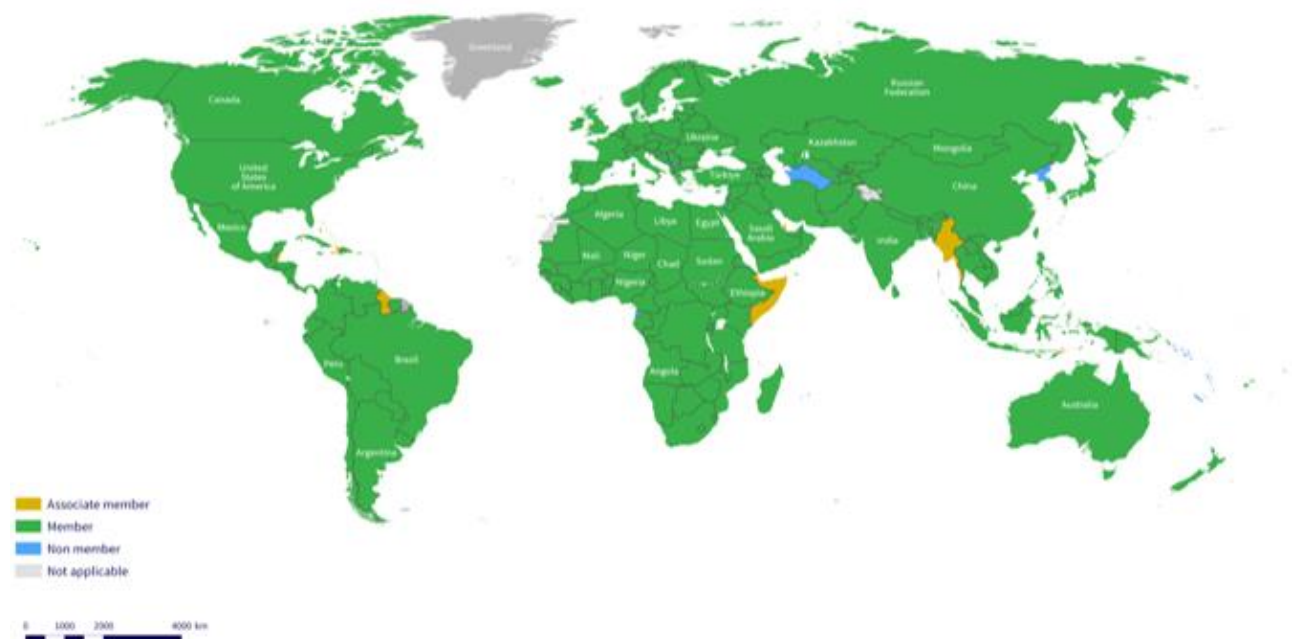 Greenland
Russian
Federation
Canada
Ukraine
Kazakhstan
Mongolia
United
States
of America
Türkiye
China
Mexico
Algeria
Libya
Egypt
Saudi
Arabia
India
Mali
Niger
Chad
Sudan
Nigeria
Ethiopia
Peru
Brazil
Angola
Australia
Argentina
Associate member
Member
Non member
Not applicable
0 1000 2000 4000 km